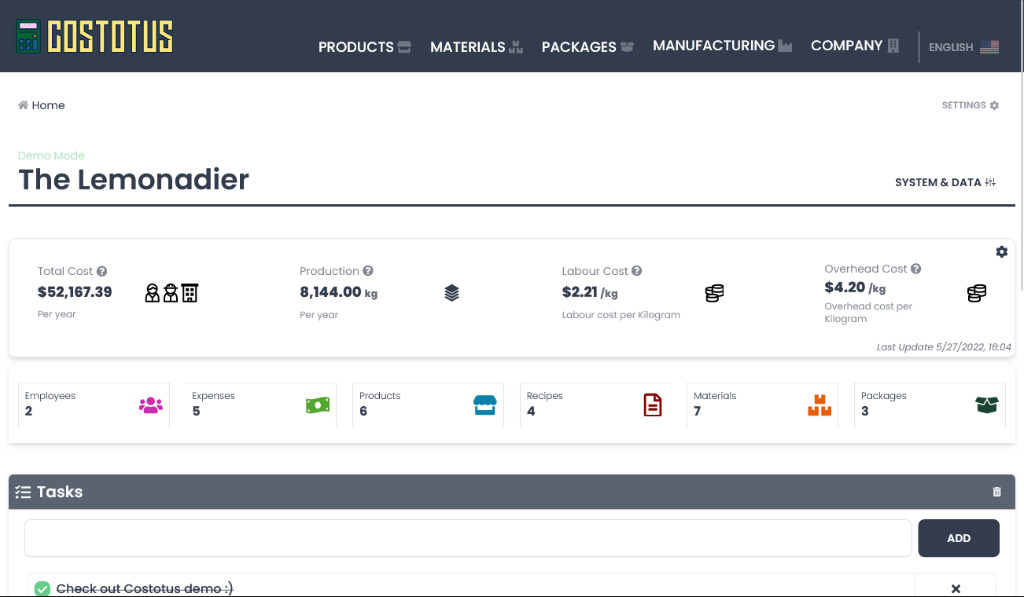 COSTOTUS
PRODUCTS MATERIALS PACKAGES MANUFACTURING COMPANY ENGLISH
Home
SETTINGS
Demo Mode
The Lemonadier
SYSTEM & DATA
Total Cost
$52,167.39
Per year
Production
8,144.00 kg
Per year
Labour Cost
$2.21 /kg
Labour cost per Kilogram
Overhead Cost
$4.20 /kg
Overhead cost per
Kilogram
Last Update 5/27/2022, 16:04
Employees
2
Expenses
5
Products
6
Recipes
4
Materials
7
Packages
3
Tasks
ADD
Check out Costotus demo :)